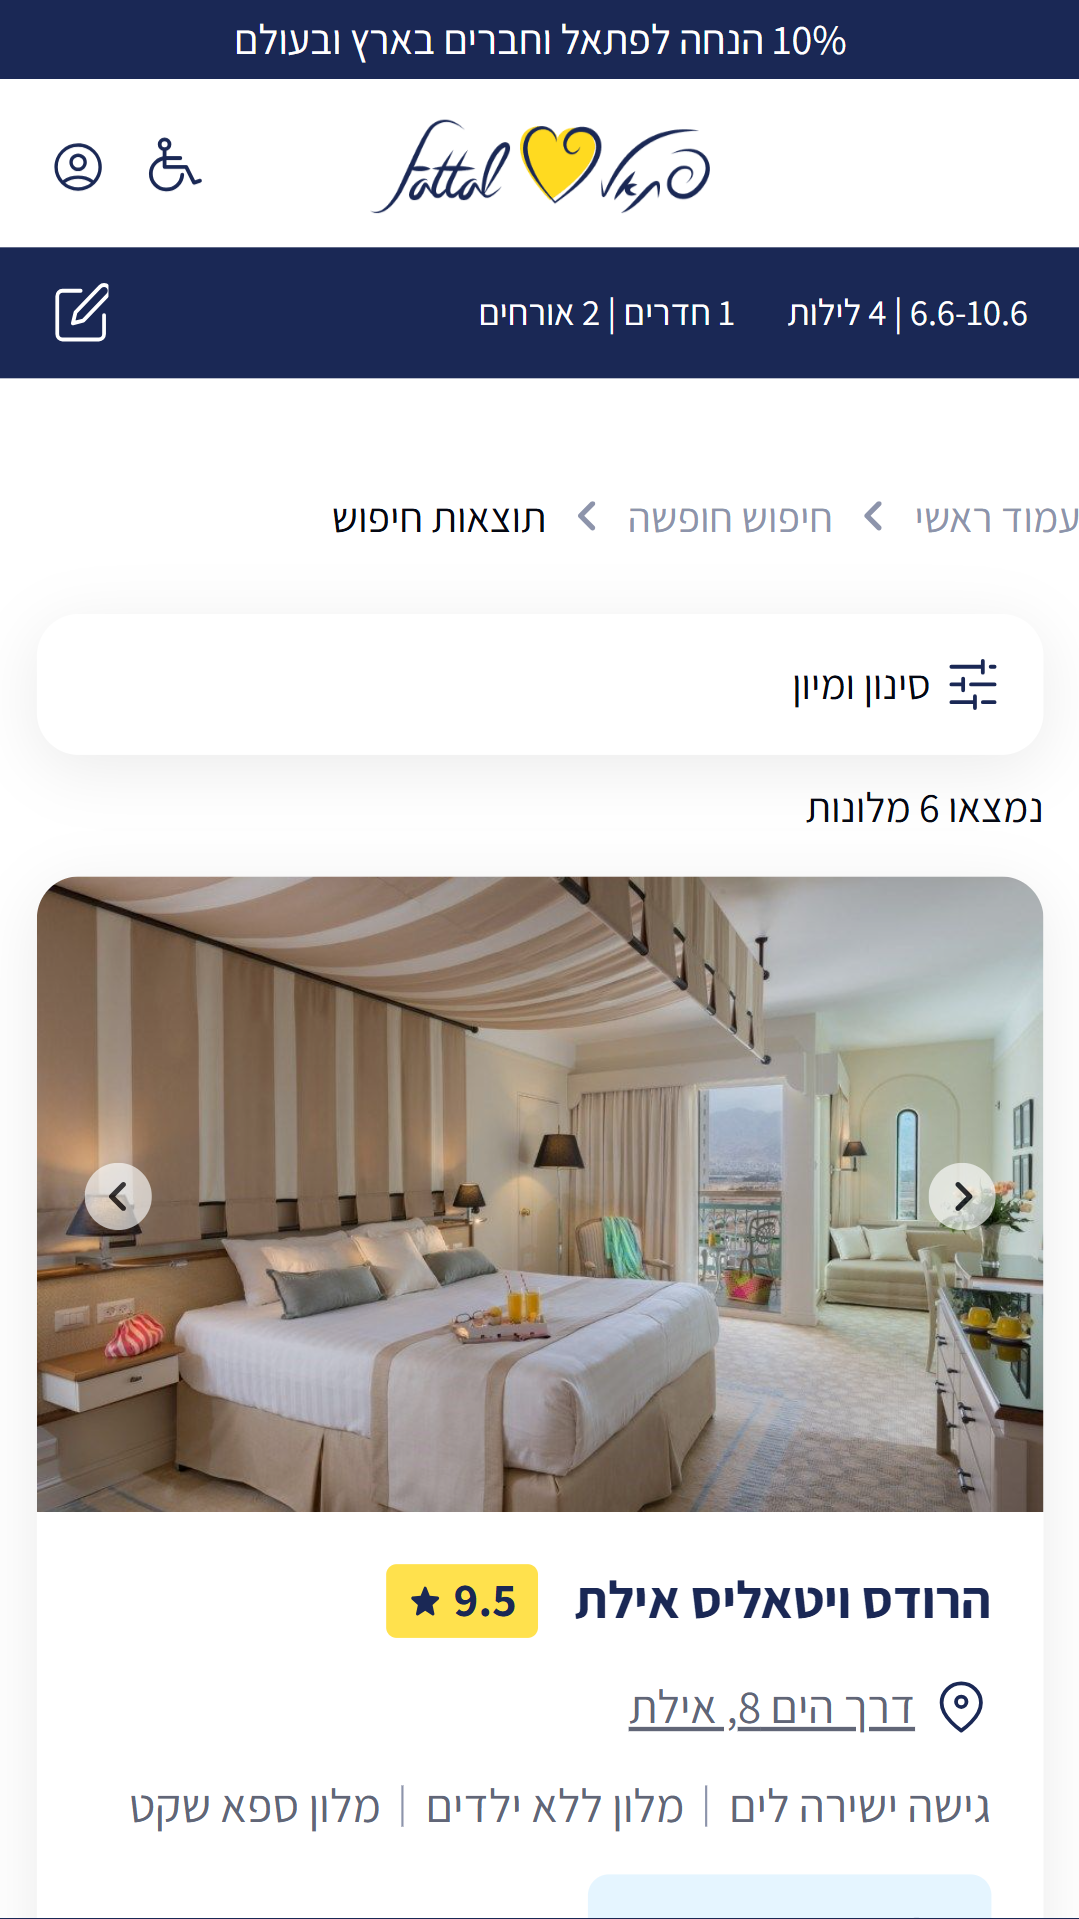 10% הנחה לפתאל וחברים בארץ ובעולם
פתאל fattal
6.6-10.6 | 4 לילות 1 חדרים | 2 אורחים
עמוד ראשי חיפוש חופשה תוצאות חיפוש
סינון ומיון
נמצאו 6 מלונות
הרודס ויטאליס אילת 9.5
דרך הים 8, אילת
גישה ישירה לים | מלון ללא ילדים | מלון ספא שקט